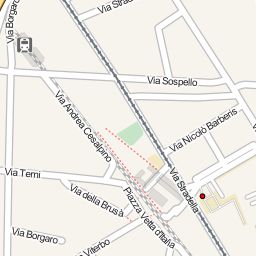 Via Borgaro
Via Strad
Via Sospello
Via Andrea Cesalpino
Via Nicolò Barberis
Via Terni
Via Stradella
Via della Brusà
Piazza Vetta d'Italia
Via Borgaro
Via Viterbo